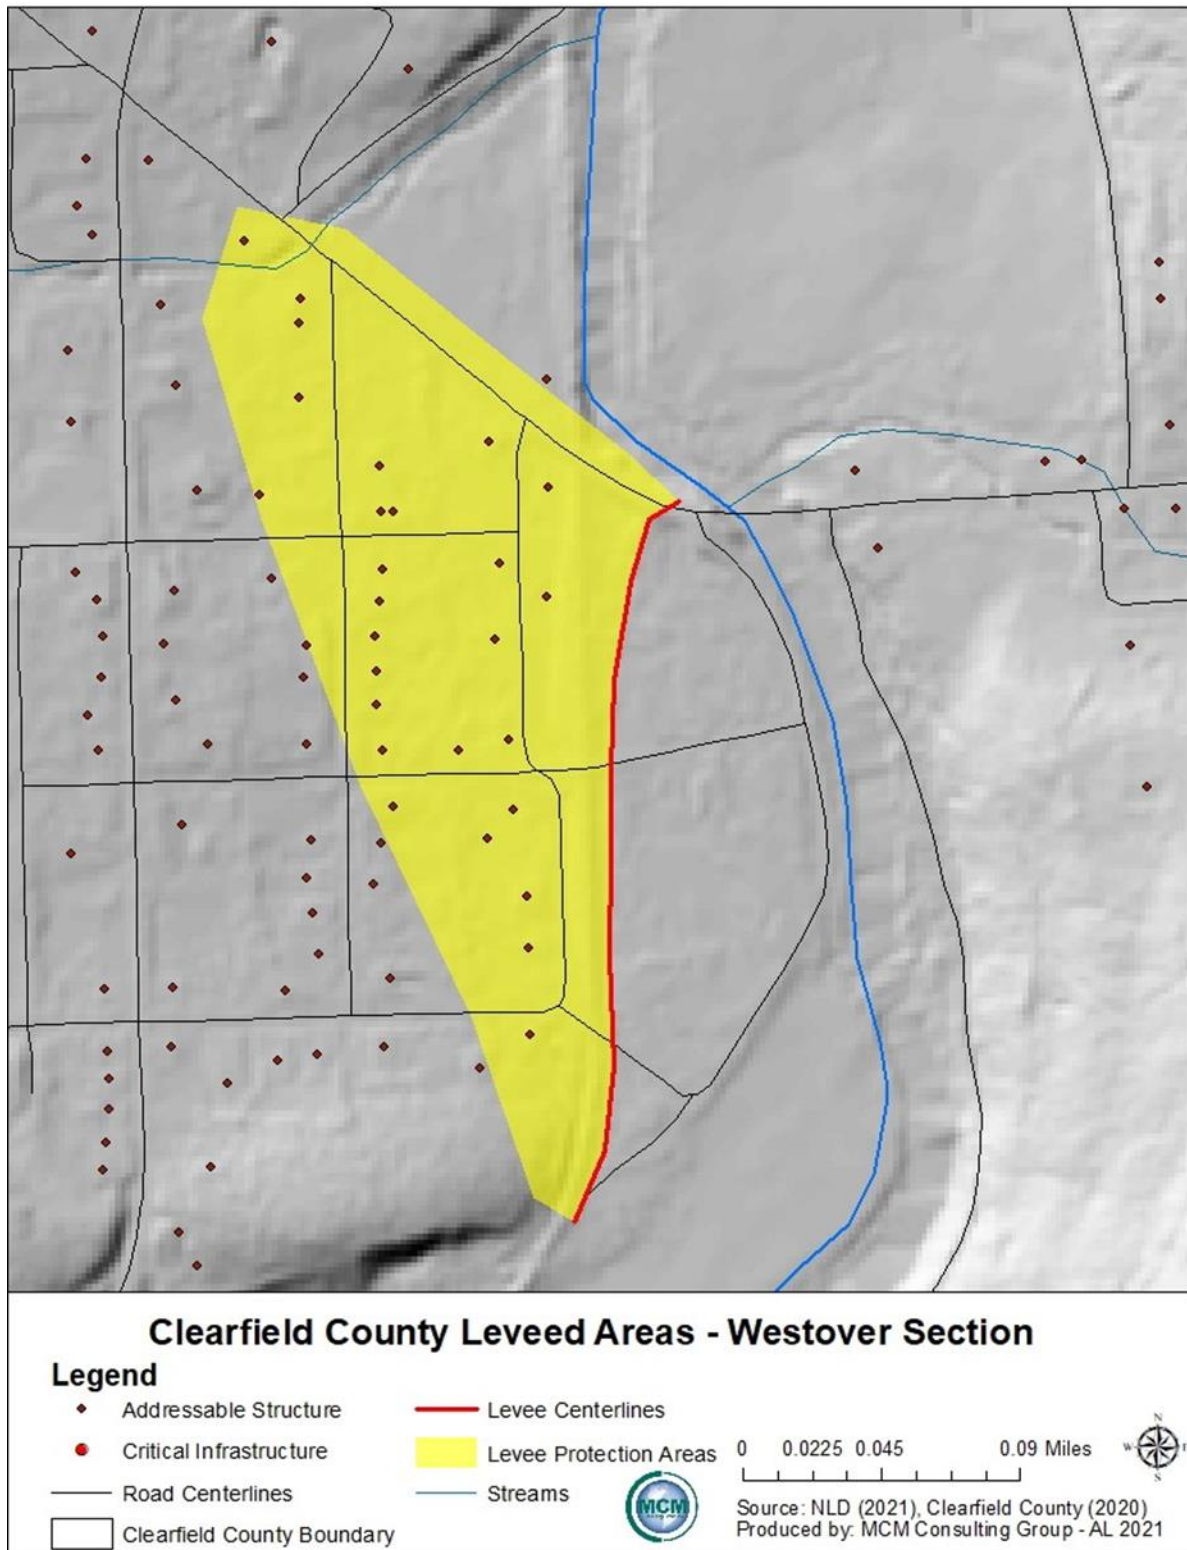 Clearfield County Leveed Areas - Westover Section
Legend
Addressable Structure
Critical Infrastructure
Road Centerlines
Clearfield County Boundary
Levee Centerlines
Levee Protection Areas
Streams
MCM
0 0.0225 0.045 0.09 Miles
N
W
S
Source: NLD (2021), Clearfield County (2020)
Produced by: MCM Consulting Group - AL 2021